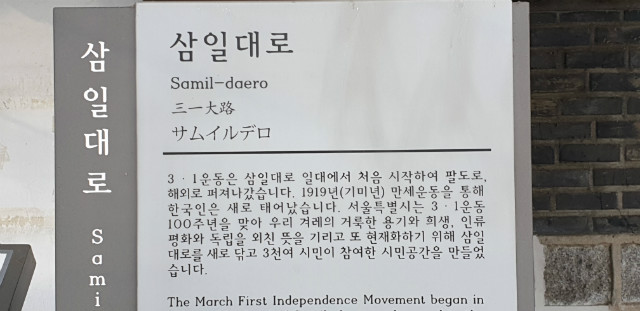 삼일대로
Sami
삼일대로
Samil-daero
三一大路
サムイルデロ
3 · 1운동은 삼일대로 일대에서 처음 시작하여 팔도로,
해외로 퍼져나갔습니다. 1919년(기미년) 만세운동을 통해
한국인은 새로 태어났습니다. 서울특별시는 3 · 1운동
100주년을 맞아 우리 겨레의 거룩한 용기와 희생, 인류
평화와 독립을 외친 뜻을 기리고 또 현재화하기 위해 삼일
대로를 새로 닦고 3천여 시민이 참여한 시민공간을 만들었
습니다.
The March First Independence Movement began in